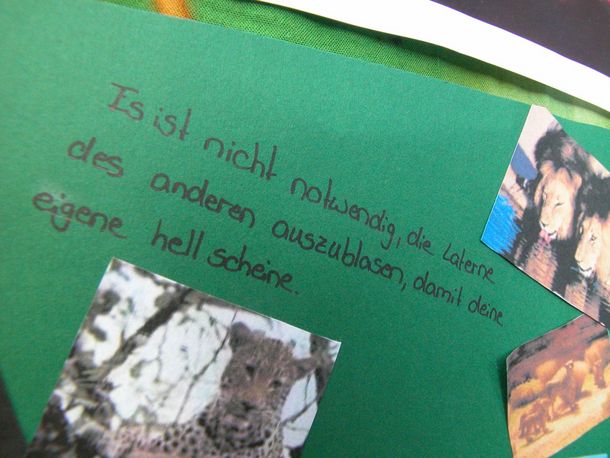 Es ist nicht notwendig, die Laterne
des anderen auszublasen, damit deine
eigene hell scheine.